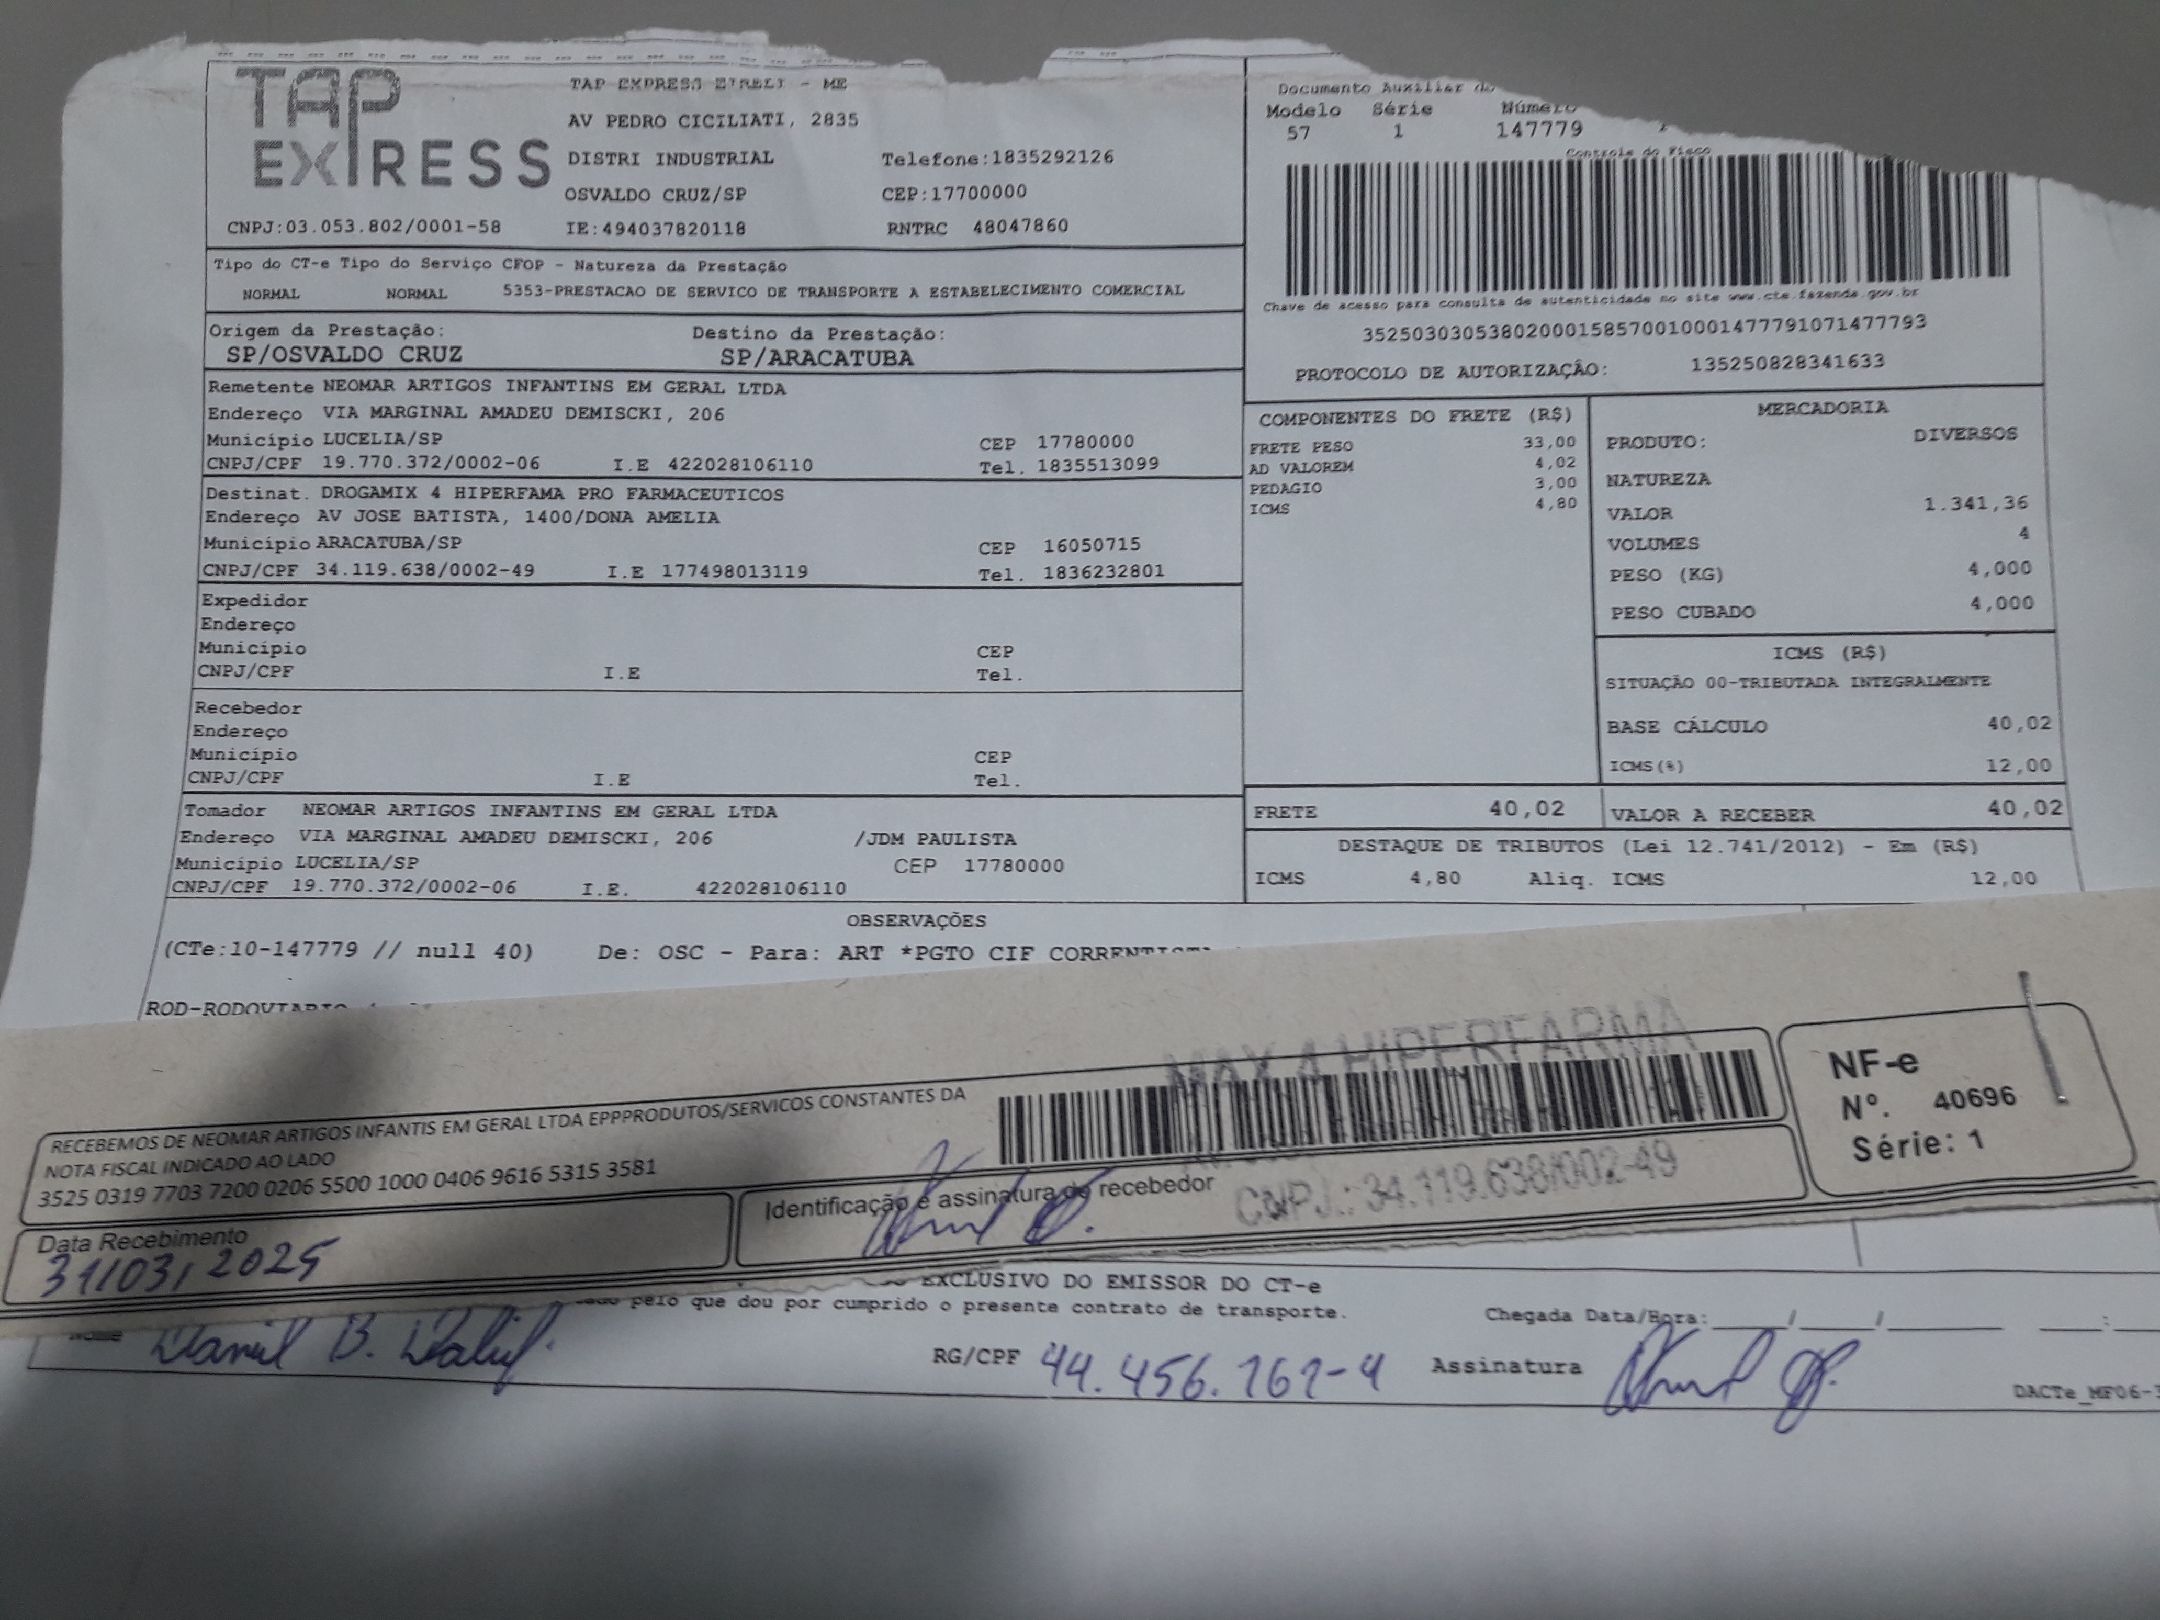 TAP EXPRESS
TAP EXPRESS EIRELI - ME
AV PEDRO CICILIATI, 2835
DISTRI INDUSTRIAL Telefone:1835292126
OSVALDO CRUZ/SP CEP:17700000
CNPJ:03.053.802/0001-58 IE:494037820118 RNTRC 48047860
Documento Auxiliar do
Modelo Série Número
57 1 147779
Controle do Fisco
Chave de acesso para consulta de autenticidade no site www.cte.fazenda.gov.br
35250303053802000158570010001477791071477793
PROTOCOLO DE AUTORIZAÇÃO: 135250828341633
Tipo do CT-e Tipo do Serviço CFOP - Natureza da Prestação
NORMAL NORMAL 5353-PRESTACAO DE SERVICO DE TRANSPORTE A ESTABELECIMENTO COMERCIAL
Origem da Prestação: Destino da Prestação:
SP/OSVALDO CRUZ SP/ARACATUBA
Remetente NEOMAR ARTIGOS INFANTINS EM GERAL LTDA
Endereço VIA MARGINAL AMADEU DEMISCKI, 206
Município LUCELIA/SP CEP 17780000
CNPJ/CPF 19.770.372/0002-06 I.E 422028106110 Tel. 1835513099
Destinat. DROGAMIX 4 HIPERFAMA PRO FARMACEUTICOS
Endereço AV JOSE BATISTA, 1400/DONA AMELIA
Município ARACATUBA/SP CEP 16050715
CNPJ/CPF 34.119.638/0002-49 I.E 177498013119 Tel. 1836232801
Expedidor
Endereço
Município CEP
CNPJ/CPF I.E Tel.
Recebedor
Endereço
Município CEP
CNPJ/CPF I.E Tel.
Tomador NEOMAR ARTIGOS INFANTINS EM GERAL LTDA
Endereço VIA MARGINAL AMADEU DEMISCKI, 206 /JDM PAULISTA
Município LUCELIA/SP CEP 17780000
CNPJ/CPF 19.770.372/0002-06 I.E. 422028106110
COMPONENTES DO FRETE (R$)
FRETE PESO 33,00
AD VALOREM 4,02
PEDAGIO 3,00
ICMS 4,80
MERCADORIA
PRODUTO: DIVERSOS
NATUREZA
VALOR 1.341,36
VOLUMES 4
PESO (KG) 4,000
PESO CUBADO 4,000
ICMS (R$)
SITUAÇÃO 00-TRIBUTADA INTEGRALMENTE
BASE CÁLCULO 40,02
ICMS(%) 12,00
FRETE 40,02 VALOR A RECEBER 40,02
DESTAQUE DE TRIBUTOS (Lei 12.741/2012) - Em (R$)
ICMS 4,80 Aliq. ICMS 12,00
OBSERVAÇÕES
(CTe:10-147779 // null 40) De: OSC - Para: ART *PGTO CIF CORRENTISTA
ROD-RODOVIARIO
RECEBEMOS DE NEOMAR ARTIGOS INFANTIS EM GERAL LTDA EPPPRODUTOS/SERVICOS CONSTANTES DA
NOTA FISCAL INDICADO AO LADO
3525 0319 7703 7200 0206 5500 1000 0406 9616 5315 3581
MAX 4 HIPERFARMA
CNPJ.: 34.119.638/002-49
NF-e
Nº. 40696
Série: 1
Data Recebimento
31/03/2025
Identificação e assinatura do recebedor
EXCLUSIVO DO EMISSOR DO CT-e
pelo que dou por cumprido o presente contrato de transporte.
Chegada Data/Hora: / / :
Nome
RG/CPF 44.456.761-4 Assinatura
DACTe_MF06-